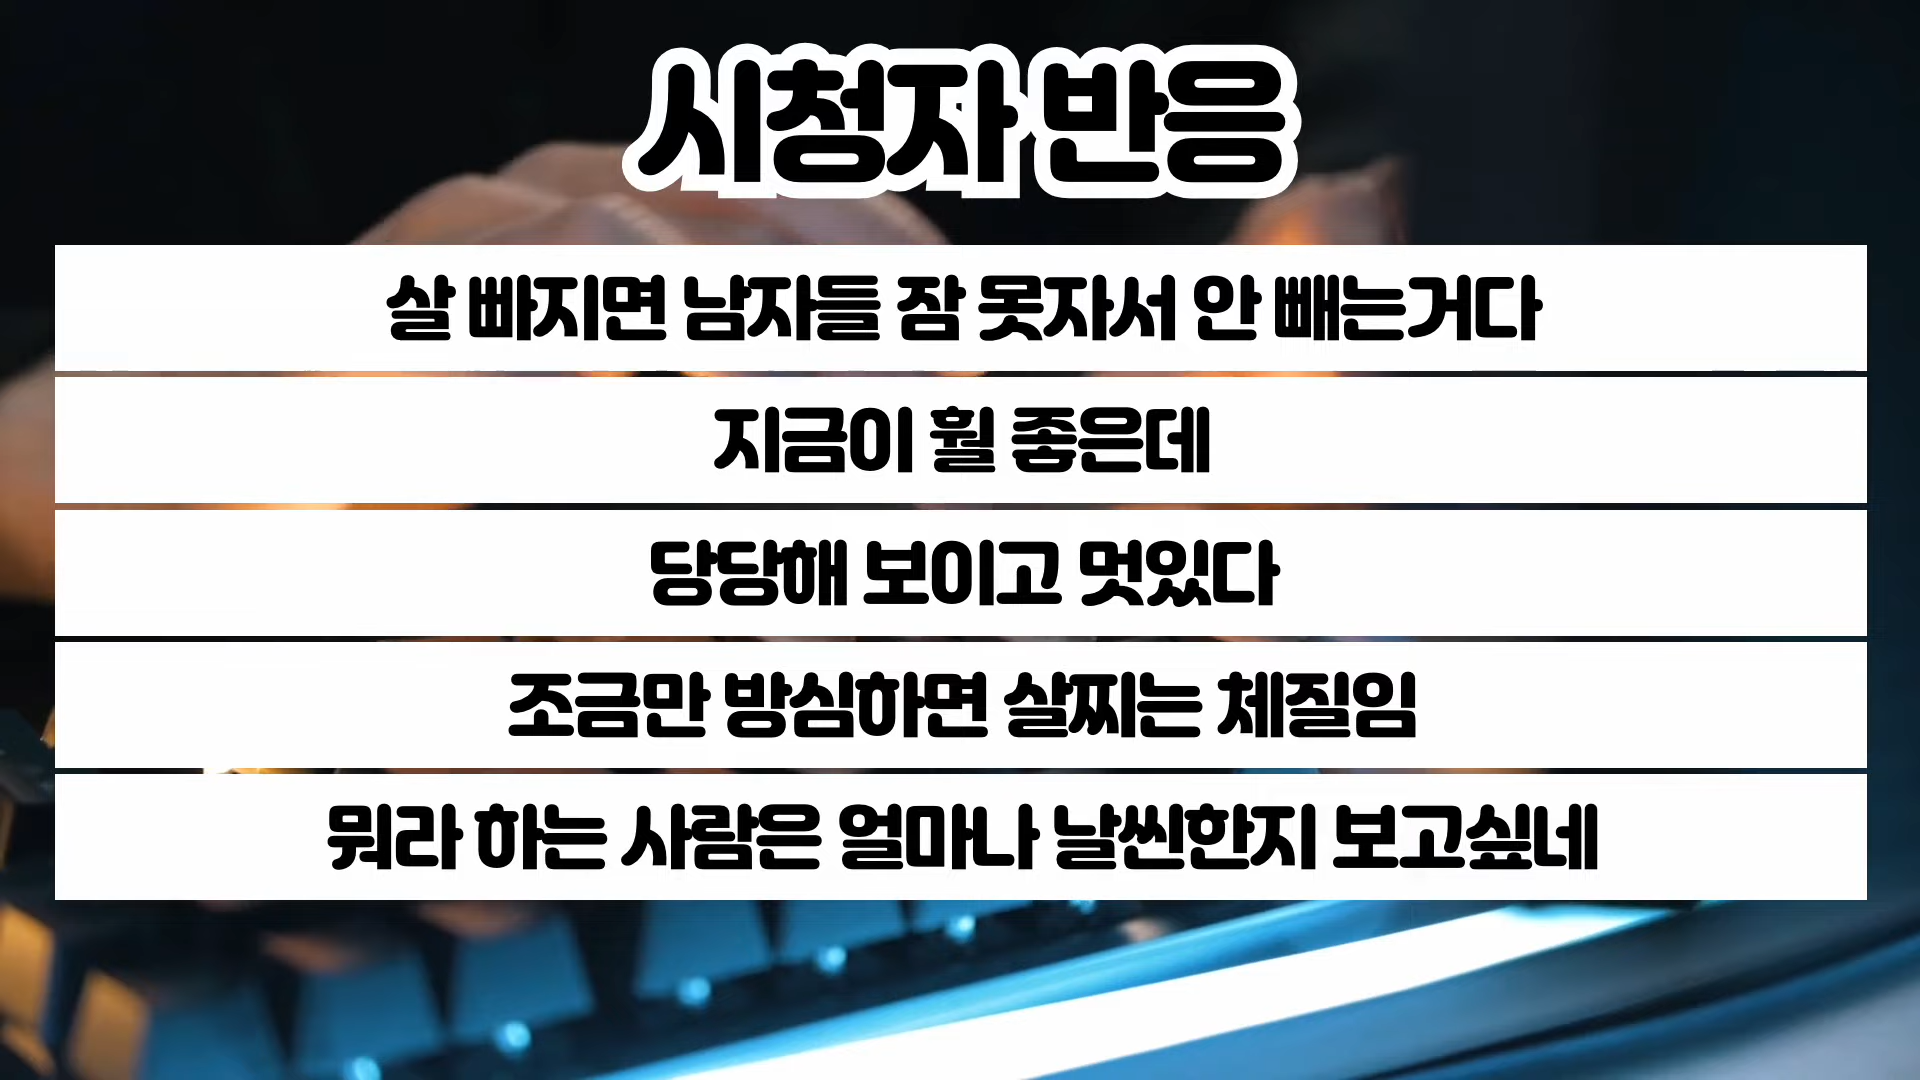 시청자 반응
살 빠지면 남자들 잠 못자서 안 빼는거다
지금이 훨 좋은데
당당해 보이고 멋있다
조금만 방심하면 살찌는 체질임
뭐라 하는 사람은 얼마나 날씬한지 보고싶네